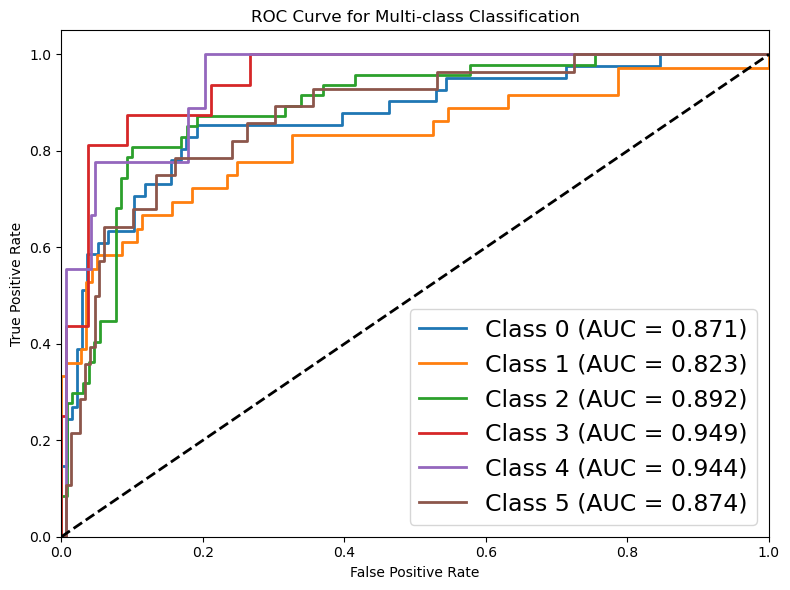 ROC Curve for Multi-class Classification
1.0
0.8
0.6
0.4
0.2
0.0
True Positive Rate
Class 0 (AUC = 0.871)
Class 1 (AUC = 0.823)
Class 2 (AUC = 0.892)
Class 3 (AUC = 0.949)
Class 4 (AUC = 0.944)
Class 5 (AUC = 0.874)
0.0 0.2 0.4 0.6 0.8 1.0
False Positive Rate